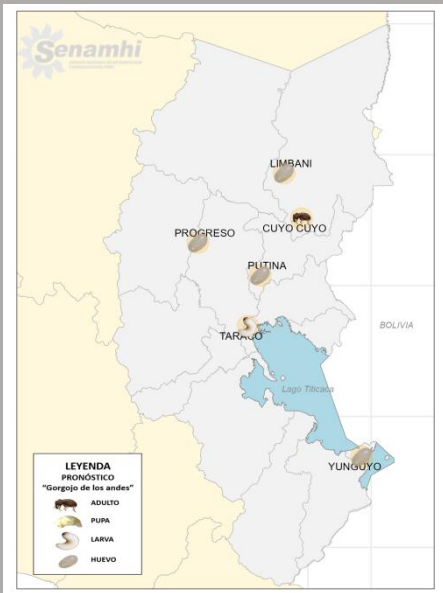 Senamhi
LIMBANI
CUYO CUYO
PROGRESO
PUTINA
TARACO
BOLIVIA
Lago Titicaca
YUNGUYO
LEYENDA
PRONÓSTICO
"Gorgojo de los andes"
ADULTO
PUPA
LARVA
HUEVO